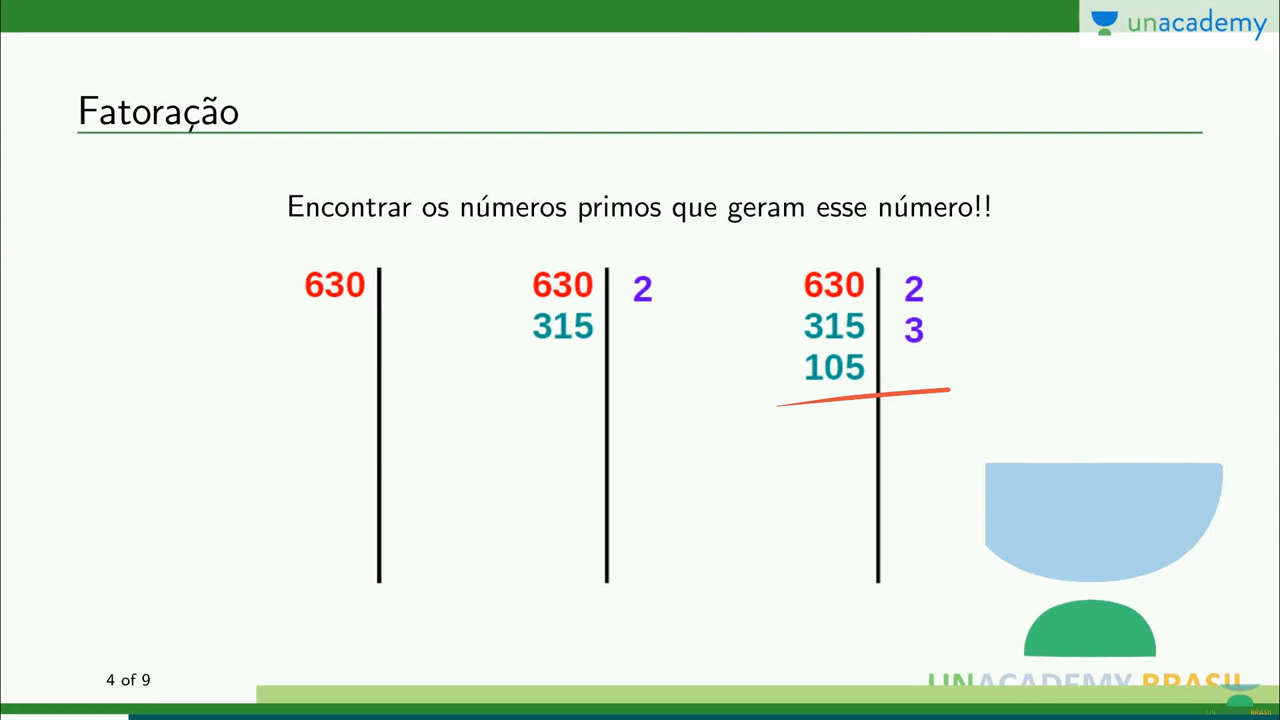 unacademy
Fatoração
Encontrar os números primos que geram esse número!!
630
630 2
315
630 2
315 3
105
4 of 9
UNACADEMY BRASIL
BRASIL